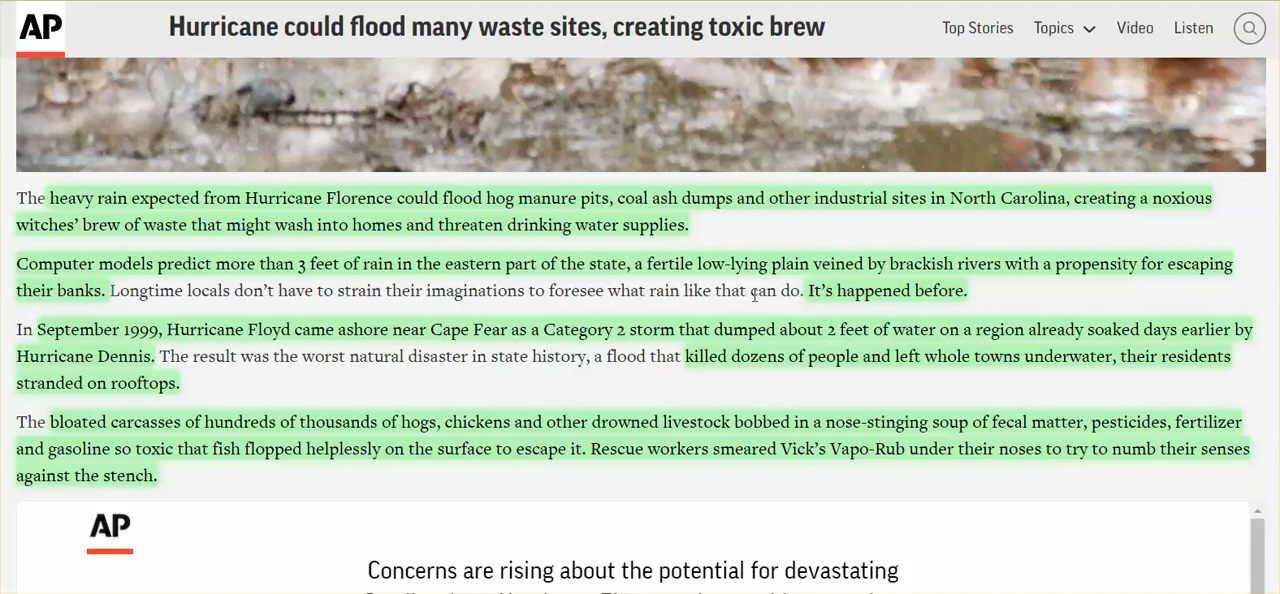 AP
Hurricane could flood many waste sites, creating toxic brew
Top Stories Topics Video Listen
The heavy rain expected from Hurricane Florence could flood hog manure pits, coal ash dumps and other industrial sites in North Carolina, creating a noxious
witches’ brew of waste that might wash into homes and threaten drinking water supplies.
Computer models predict more than 3 feet of rain in the eastern part of the state, a fertile low-lying plain veined by brackish rivers with a propensity for escaping
their banks. Longtime locals don’t have to strain their imaginations to foresee what rain like that can do. It’s happened before.
In September 1999, Hurricane Floyd came ashore near Cape Fear as a Category 2 storm that dumped about 2 feet of water on a region already soaked days earlier by
Hurricane Dennis. The result was the worst natural disaster in state history, a flood that killed dozens of people and left whole towns underwater, their residents
stranded on rooftops.
The bloated carcasses of hundreds of thousands of hogs, chickens and other drowned livestock bobbed in a nose-stinging soup of fecal matter, pesticides, fertilizer
and gasoline so toxic that fish flopped helplessly on the surface to escape it. Rescue workers smeared Vick’s Vapo-Rub under their noses to try to numb their senses
against the stench.
AP
Concerns are rising about the potential for devastating